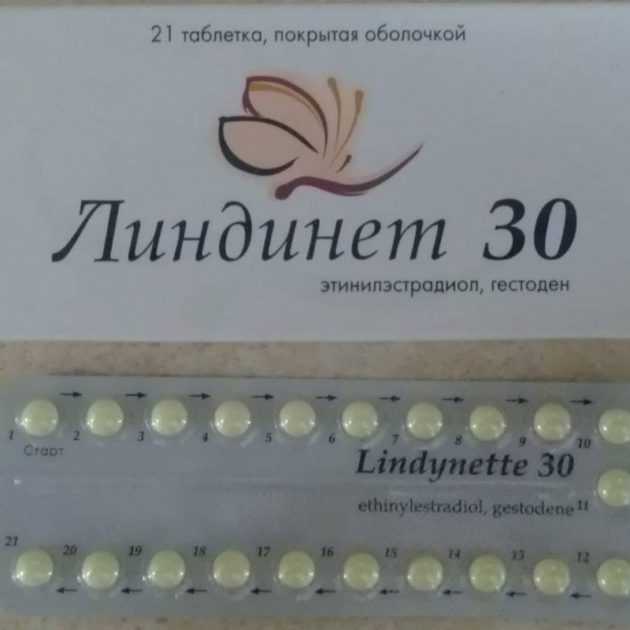 21 таблетка, покрытая оболочкой
Линдинет 30
этинилэстрадиол, гестоден
1 2 3 4 5 6 7 8 9 10
Старт
Lindynette 30
ethinylestradiol, gestodene 11
21 20 19 18 17 16 15 14 13 12